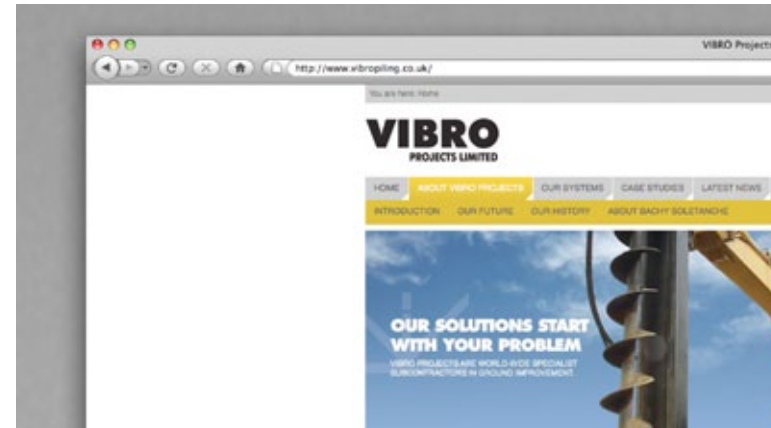 VIBRO Projects
http://www.vibropiling.co.uk/
You are here: Home
VIBRO
PROJECTS LIMITED
HOME ABOUT VIBRO PROJECTS OUR SYSTEMS CASE STUDIES LATEST NEWS
INTRODUCTION OUR FUTURE OUR HISTORY ABOUT BACHY SOLETANCHE
OUR SOLUTIONS START
WITH YOUR PROBLEM
VIBRO PROJECTS ARE WORLD-WIDE SPECIALIST
SUBCONTRACTORS IN GROUND IMPROVEMENT.